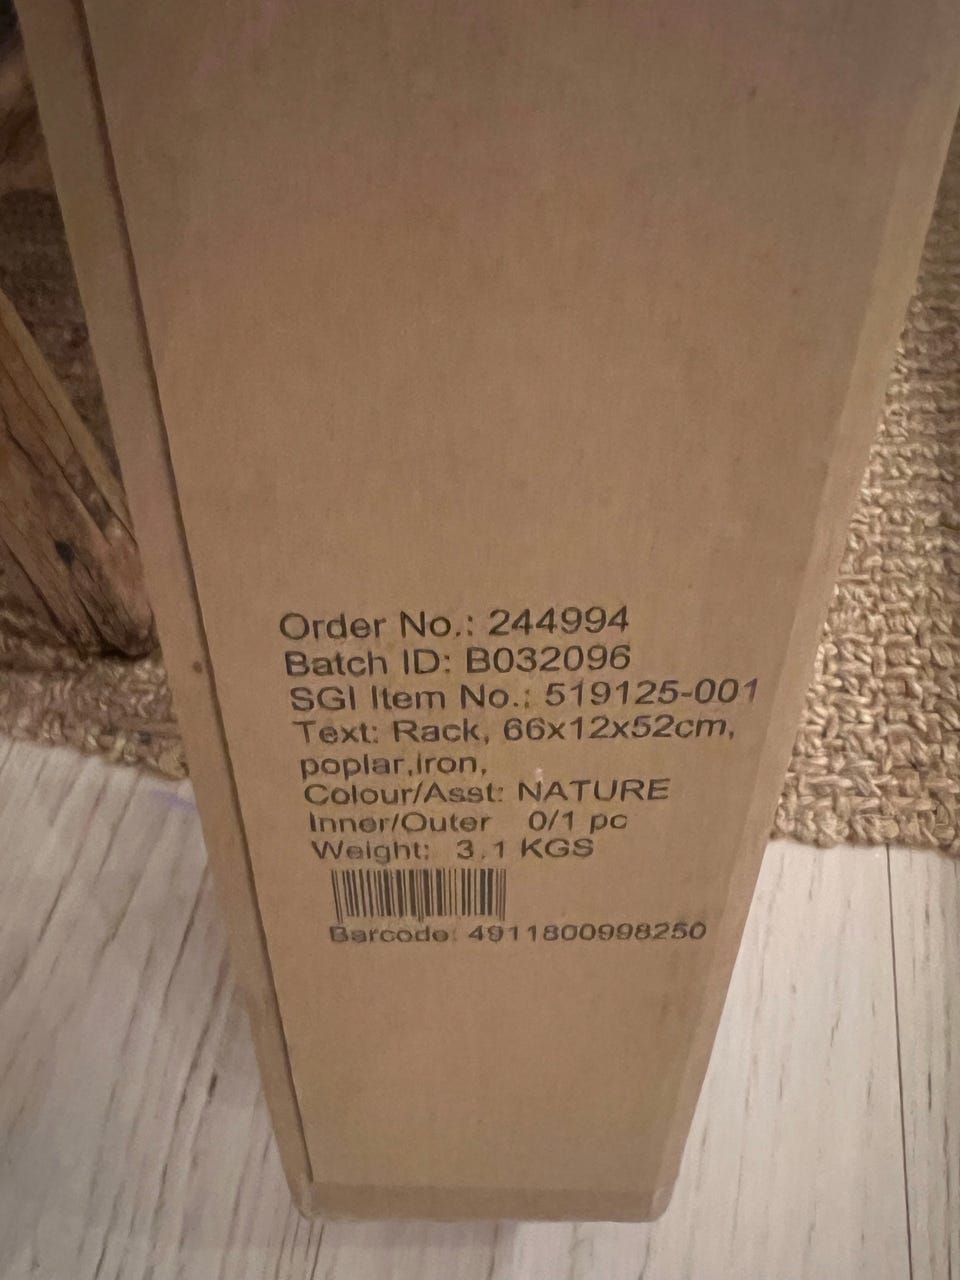 Order No.: 244994
Batch ID: B032096
SGI Item No.: 519125-001
Text: Rack, 66x12x52cm,
poplar,iron,
Colour/Asst: NATURE
Inner/Outer 0/1 pc
Weight: 3.1 KGS
Barcode: 4911800998250